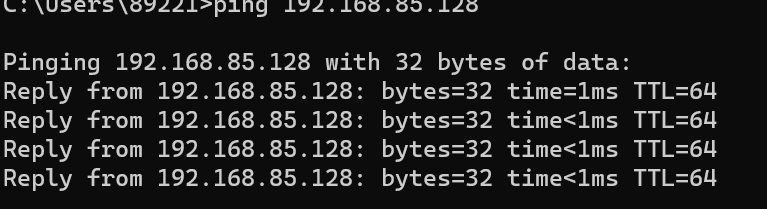 C:\Users\89221>ping 192.168.85.128
Pinging 192.168.85.128 with 32 bytes of data:
Reply from 192.168.85.128: bytes=32 time=1ms TTL=64
Reply from 192.168.85.128: bytes=32 time<1ms TTL=64
Reply from 192.168.85.128: bytes=32 time<1ms TTL=64
Reply from 192.168.85.128: bytes=32 time<1ms TTL=64